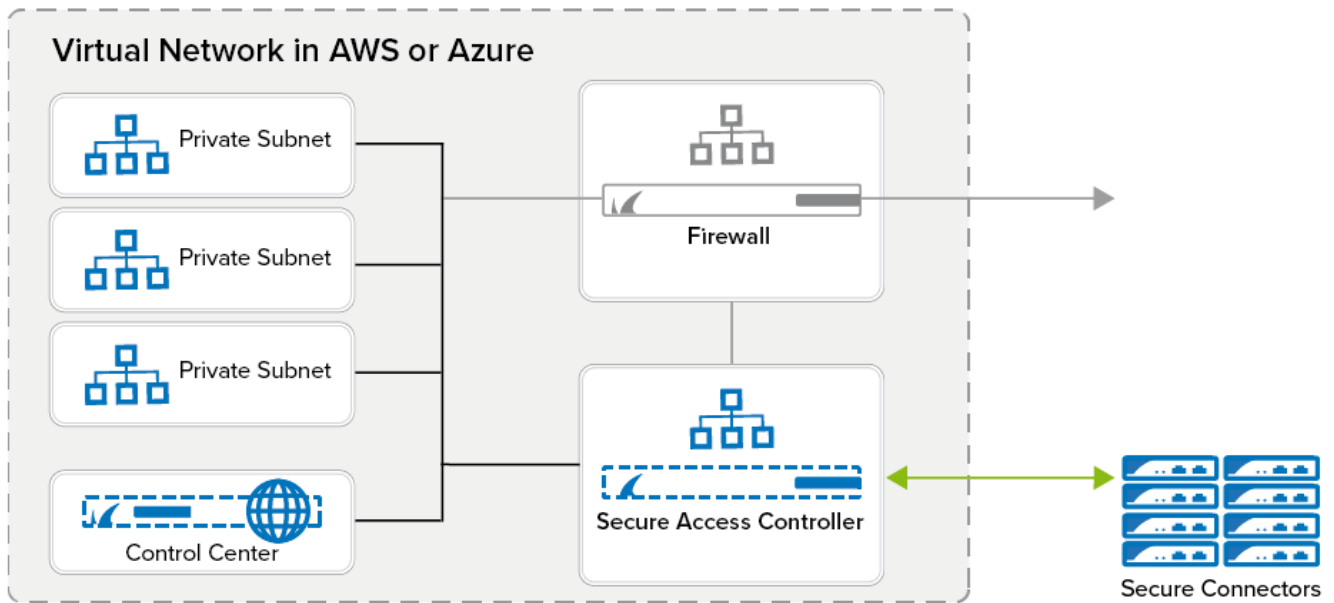 Virtual Network in AWS or Azure
Private Subnet
Private Subnet
Private Subnet
Control Center
Firewall
Secure Access Controller
Secure Connectors